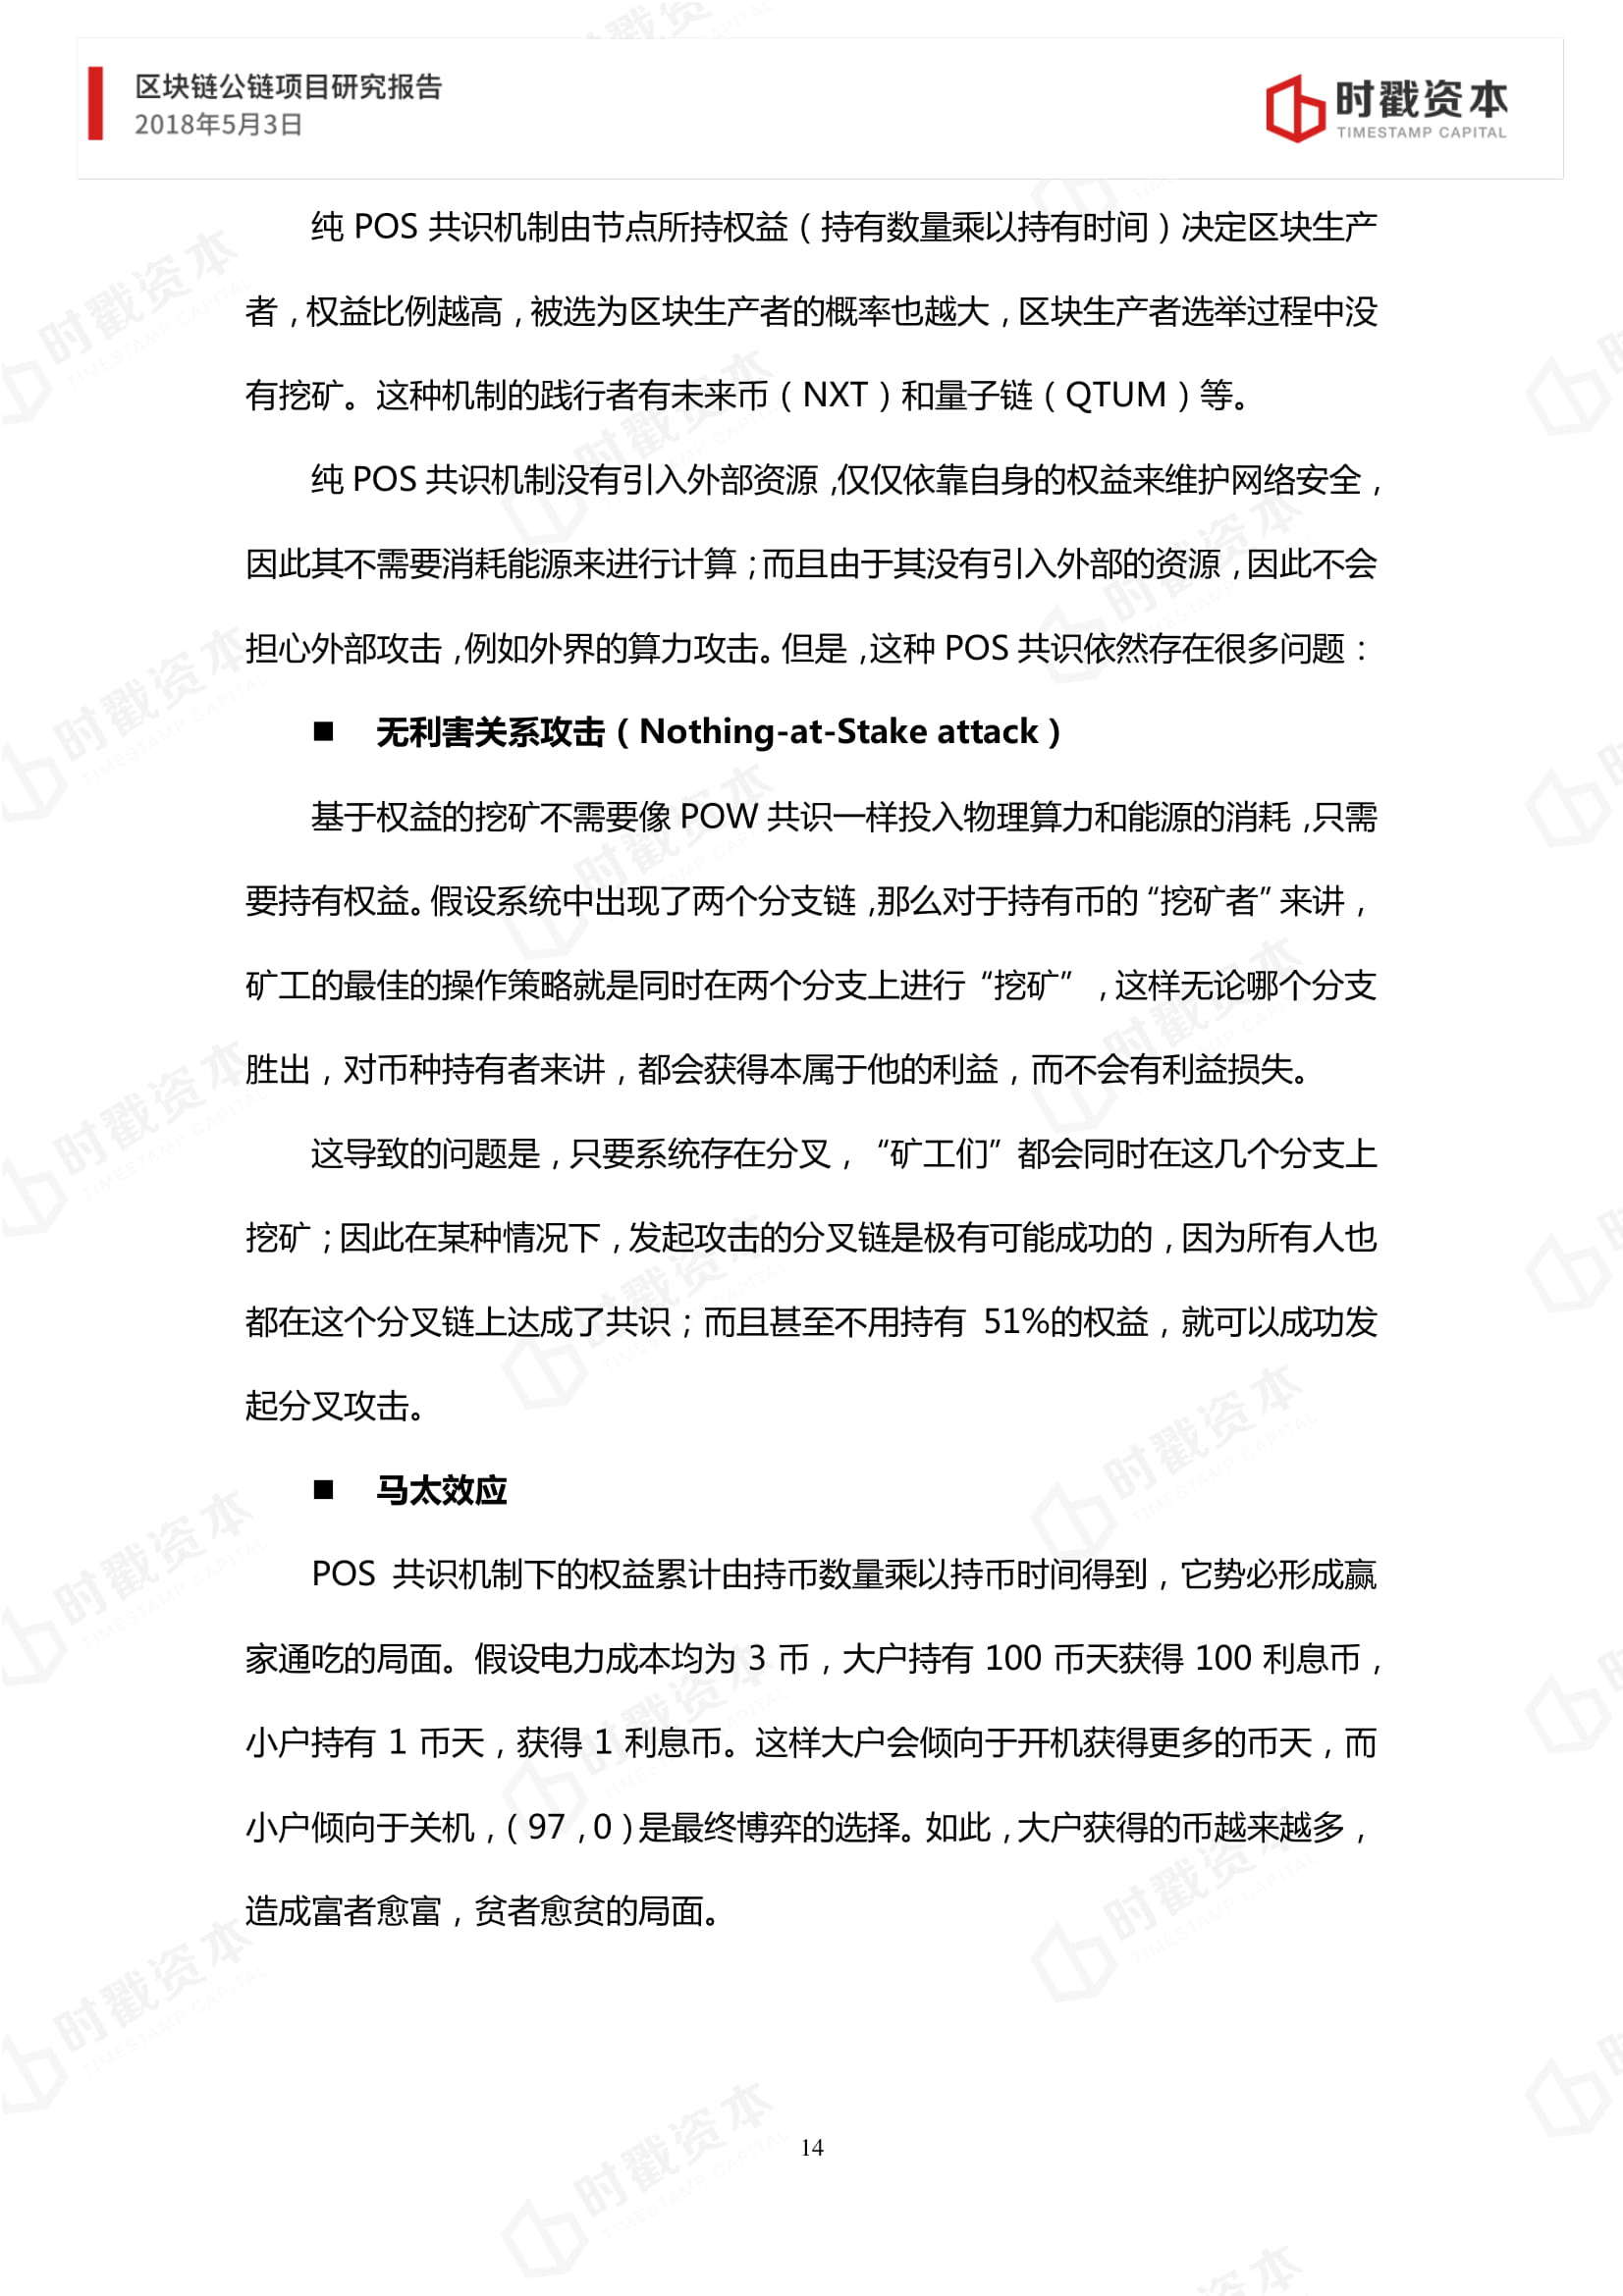 区块链公链项目研究报告
2018年5月3日
时戳资本
TIMESTAMP CAPITAL
纯 POS 共识机制由节点所持权益（持有数量乘以持有时间）决定区块生产
者，权益比例越高，被选为区块生产者的概率也越大，区块生产者选举过程中没
有挖矿。这种机制的践行者有未来币（NXT）和量子链（QTUM）等。
纯 POS 共识机制没有引入外部资源，仅仅依靠自身的权益来维护网络安全，
因此其不需要消耗能源来进行计算；而且由于其没有引入外部的资源，因此不会
担心外部攻击，例如外界的算力攻击。但是，这种 POS 共识依然存在很多问题：
■ 无利害关系攻击（Nothing-at-Stake attack）
基于权益的挖矿不需要像 POW 共识一样投入物理算力和能源的消耗，只需
要持有权益。假设系统中出现了两个分支链，那么对于持有币的“挖矿者”来讲，
矿工的最佳的操作策略就是同时在两个分支上进行“挖矿”，这样无论哪个分支
胜出，对币种持有者来讲，都会获得本属于他的利益，而不会有利益损失。
这导致的问题是，只要系统存在分叉，“矿工们”都会同时在这几个分支上
挖矿；因此在某种情况下，发起攻击的分叉链是极有可能成功的，因为所有人也
都在这个分叉链上达成了共识；而且甚至不用持有 51%的权益，就可以成功发
起分叉攻击。
■ 马太效应
POS 共识机制下的权益累计由持币数量乘以持币时间得到，它势必形成赢
家通吃的局面。假设电力成本均为 3 币，大户持有 100 币天获得 100 利息币，
小户持有 1 币天，获得 1 利息币。这样大户会倾向于开机获得更多的币天，而
小户倾向于关机，（97，0）是最终博弈的选择。如此，大户获得的币越来越多，
造成富者愈富，贫者愈贫的局面。
14